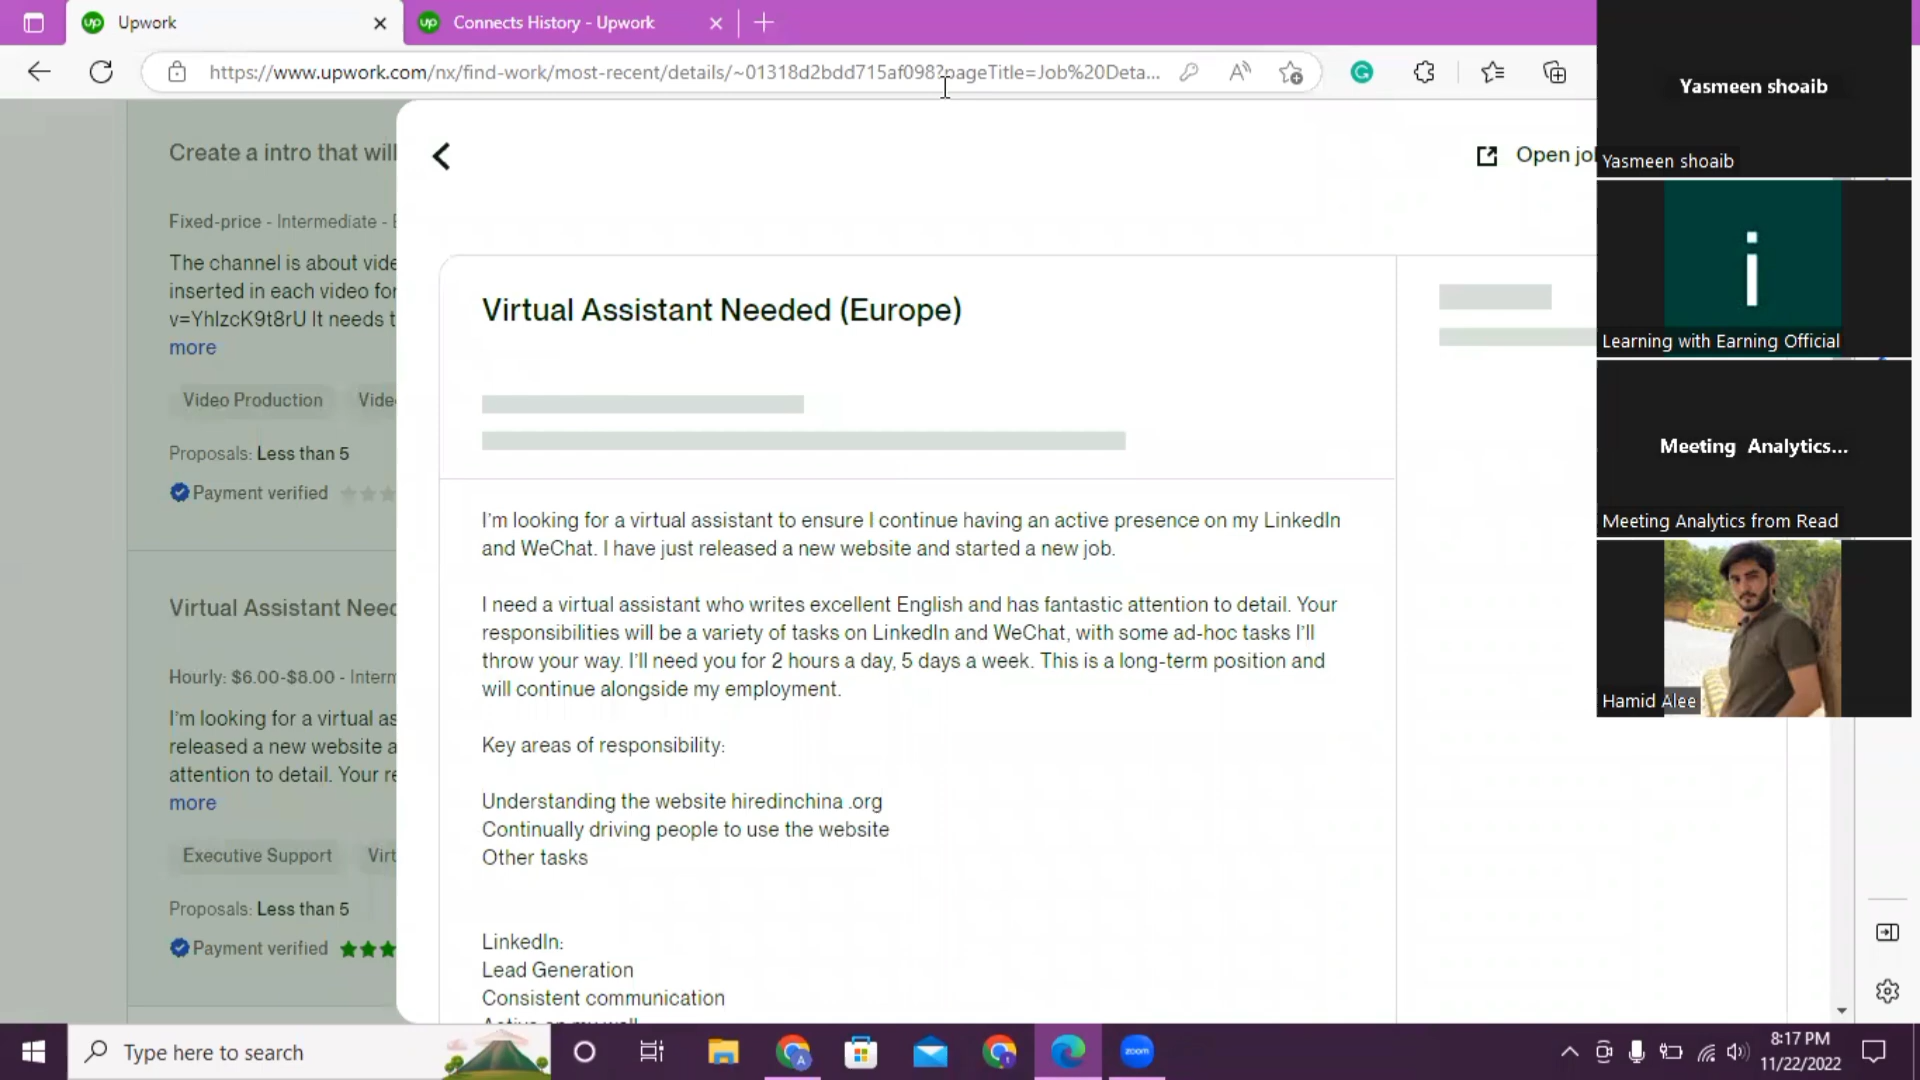 Upwork
Connects History - Upwork
https://www.upwork.com/nx/find-work/most-recent/details/~01318d2bdd715af098?pageTitle=Job%20Deta...
Create a intro that will
Fixed-price - Intermediate -
The channel is about vide
inserted in each video for
v=YhIzcK9t8rU It needs t
more
Video Production
Vide
Proposals: Less than 5
Payment verified
Virtual Assistant Need
Hourly: $6.00-$8.00 - Intern
I'm looking for a virtual as
released a new website a
attention to detail. Your re
more
Executive Support
Virt
Proposals: Less than 5
Payment verified
Open jo
Virtual Assistant Needed (Europe)
I'm looking for a virtual assistant to ensure I continue having an active presence on my LinkedIn
and WeChat. I have just released a new website and started a new job.
I need a virtual assistant who writes excellent English and has fantastic attention to detail. Your
responsibilities will be a variety of tasks on LinkedIn and WeChat, with some ad-hoc tasks I'll
throw your way. I'll need you for 2 hours a day, 5 days a week. This is a long-term position and
will continue alongside my employment.
Key areas of responsibility:
Understanding the website hiredinchina .org
Continually driving people to use the website
Other tasks
LinkedIn:
Lead Generation
Consistent communication
Yasmeen shoaib
Yasmeen shoaib
i
Learning with Earning Official
Meeting Analytics...
Meeting Analytics from Read
Hamid Alee
Type here to search
zoom
8:17 PM
11/22/2022